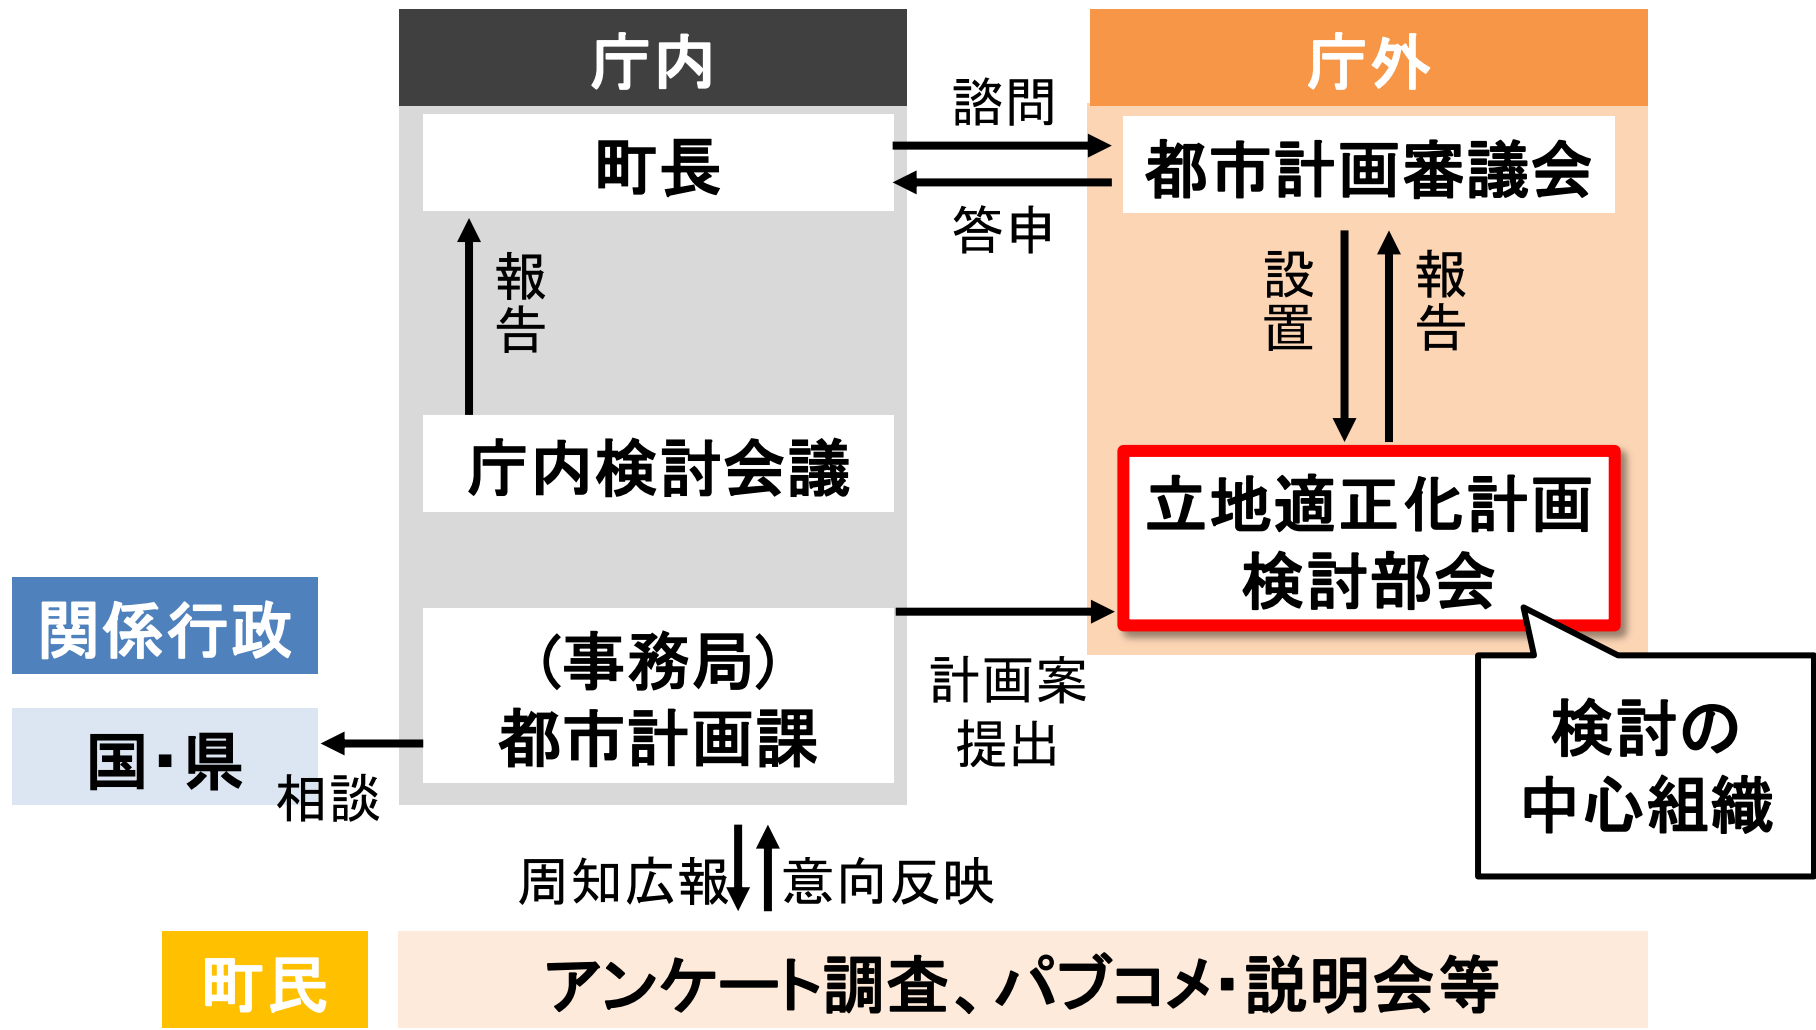 庁内
庁外
町長
諮問
答申
都市計画審議会
報告
設置
報告
庁内検討会議
立地適正化計画
検討部会
関係行政
国・県
相談
（事務局）
都市計画課
計画案
提出
検討の
中心組織
周知広報
意向反映
町民
アンケート調査、パブコメ・説明会等